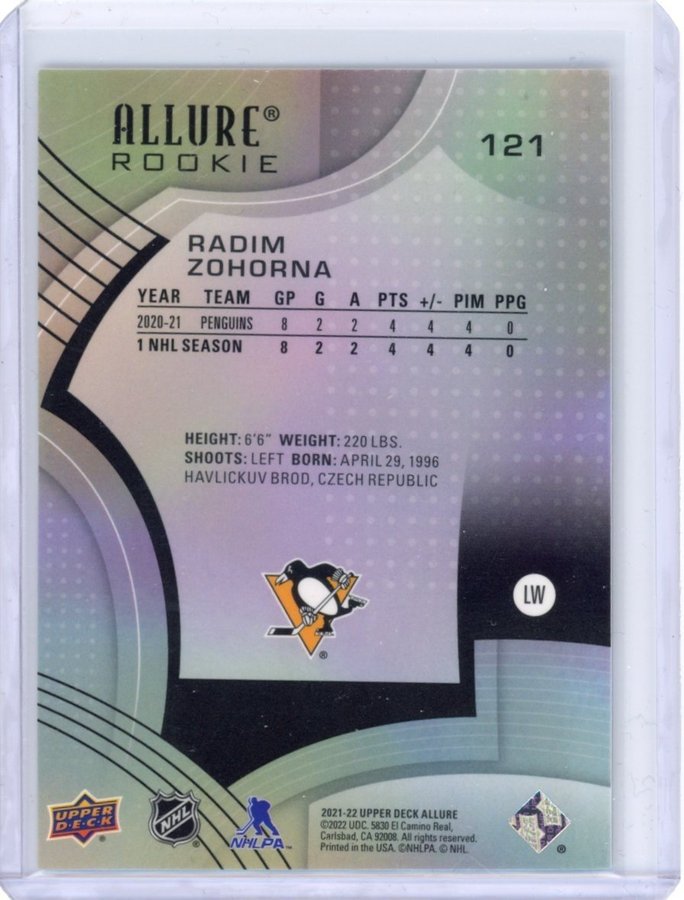 ALLURE®
ROOKIE
121
RADIM
ZOHORNA
YEAR TEAM GP G A PTS +/- PIM PPG
2020-21 PENGUINS 8 2 2 4 4 4 0
1 NHL SEASON 8 2 2 4 4 4 0
HEIGHT: 6'6" WEIGHT: 220 LBS.
SHOOTS: LEFT BORN: APRIL 29, 1996
HAVLICKUV BROD, CZECH REPUBLIC
®
LW
UPPER
D·E·C·K
NHL
NHLPA™
2021-22 UPPER DECK ALLURE
©2022 UDC. 5830 El Camino Real,
Carlsbad, CA 92008. All rights reserved.
Printed in the USA. ©NHLPA. © NHL.
®